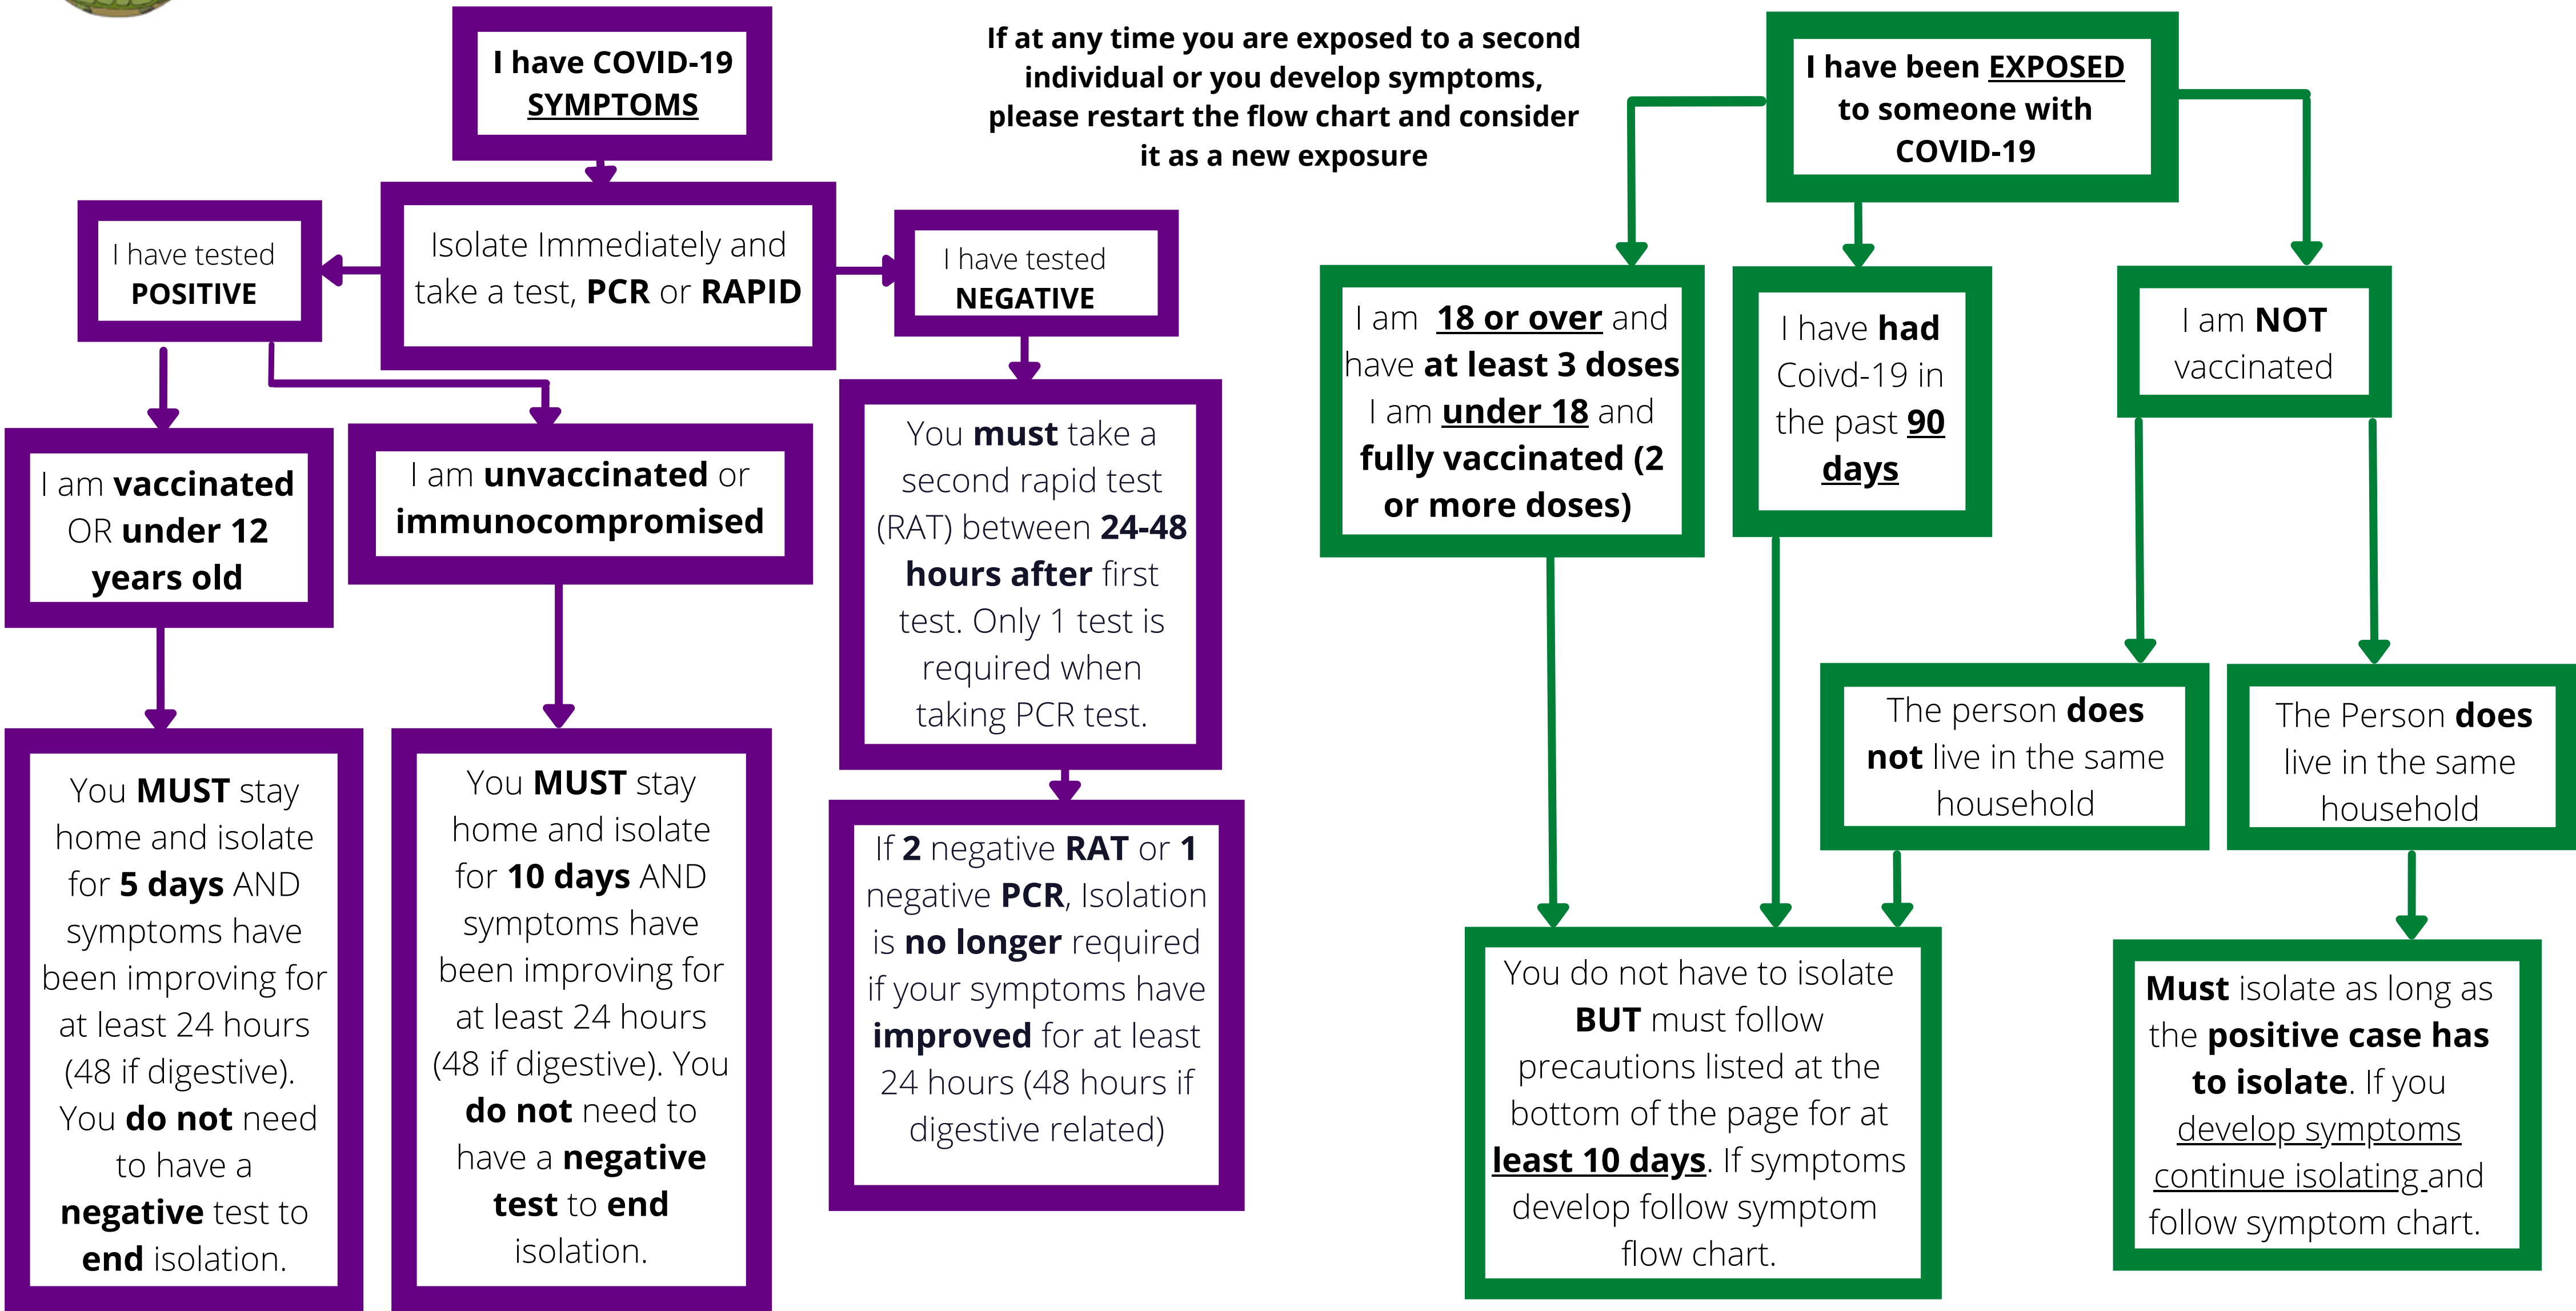 I have COVID-19
SYMPTOMS
Isolate Immediately and
take a test, PCR or RAPID
I have tested
POSITIVE
I have tested
NEGATIVE
I am vaccinated
OR under 12
years old
I am unvaccinated or
immunocompromised
You must take a
second rapid test
(RAT) between 24-48
hours after first
test. Only 1 test is
required when
taking PCR test.
You MUST stay
home and isolate
for 5 days AND
symptoms have
been improving for
at least 24 hours
(48 if digestive).
You do not need
to have a
negative test to
end isolation.
You MUST stay
home and isolate
for 10 days AND
symptoms have
been improving for
at least 24 hours
(48 if digestive). You
do not need to
have a negative
test to end
isolation.
If 2 negative RAT or 1
negative PCR, Isolation
is no longer required
if your symptoms have
improved for at least
24 hours (48 hours if
digestive related)
If at any time you are exposed to a second
individual or you develop symptoms,
please restart the flow chart and consider
it as a new exposure
I have been EXPOSED
to someone with
COVID-19
I am 18 or over and
have at least 3 doses
I am under 18 and
fully vaccinated (2
or more doses)
I have had
Coivd-19 in
the past 90
days
I am NOT
vaccinated
The person does
not live in the same
household
The Person does
live in the same
household
You do not have to isolate
BUT must follow
precautions listed at the
bottom of the page for at
least 10 days. If symptoms
develop follow symptom
flow chart.
Must isolate as long as
the positive case has
to isolate. If you
develop symptoms
continue isolating and
follow symptom chart.